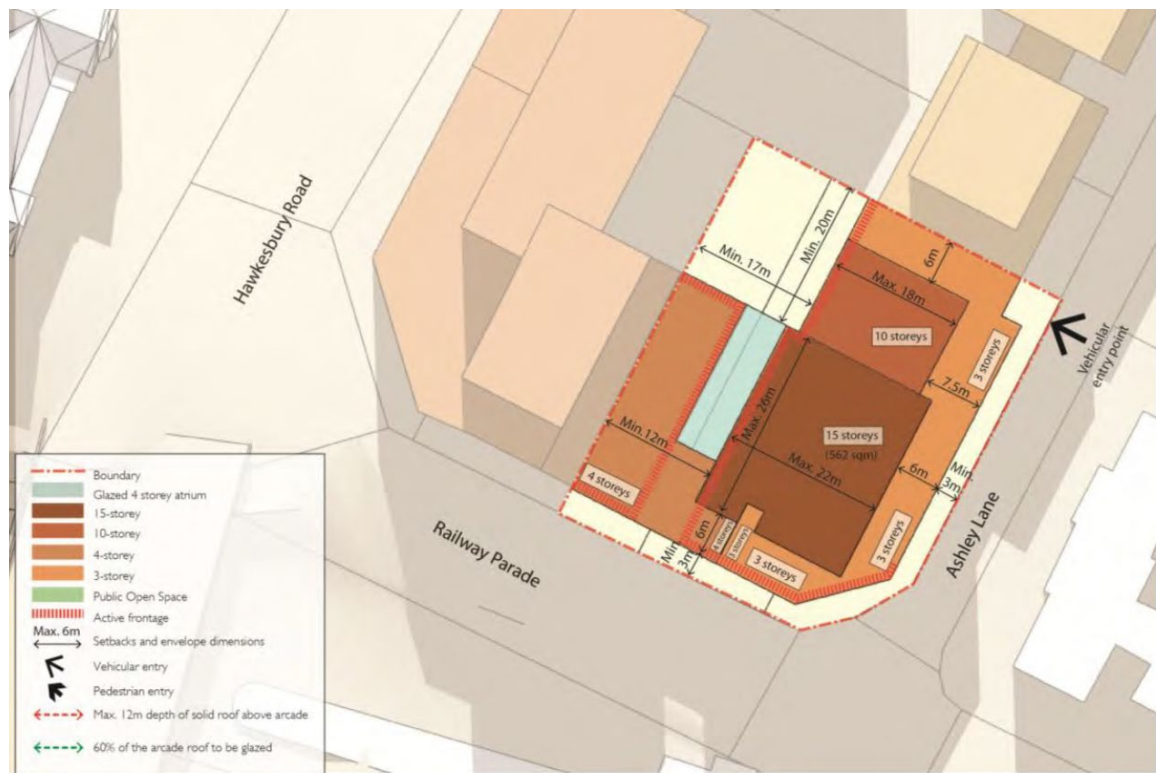 Hawkesbury Road
Min. 20m
Min. 17m
6m
Max. 18m
10 storeys
3 storeys
Vehicular
entry point
7.5m
Max. 26m
15 storeys
(562 sqm)
Min.12m
Max. 22m
6m
Min.
3m
4 storeys
Railway Parade
Ashley Lane
6m
4 storeys
3 storeys
3 storeys
3 storeys
Min.
3m
Boundary
Glazed 4 storey atrium
15-storey
10-storey
4-storey
3-storey
Public Open Space
Active frontage
Max. 6m
Setbacks and envelope dimensions
Vehicular entry
Pedestrian entry
Max. 12m depth of solid roof above arcade
60% of the arcade roof to be glazed